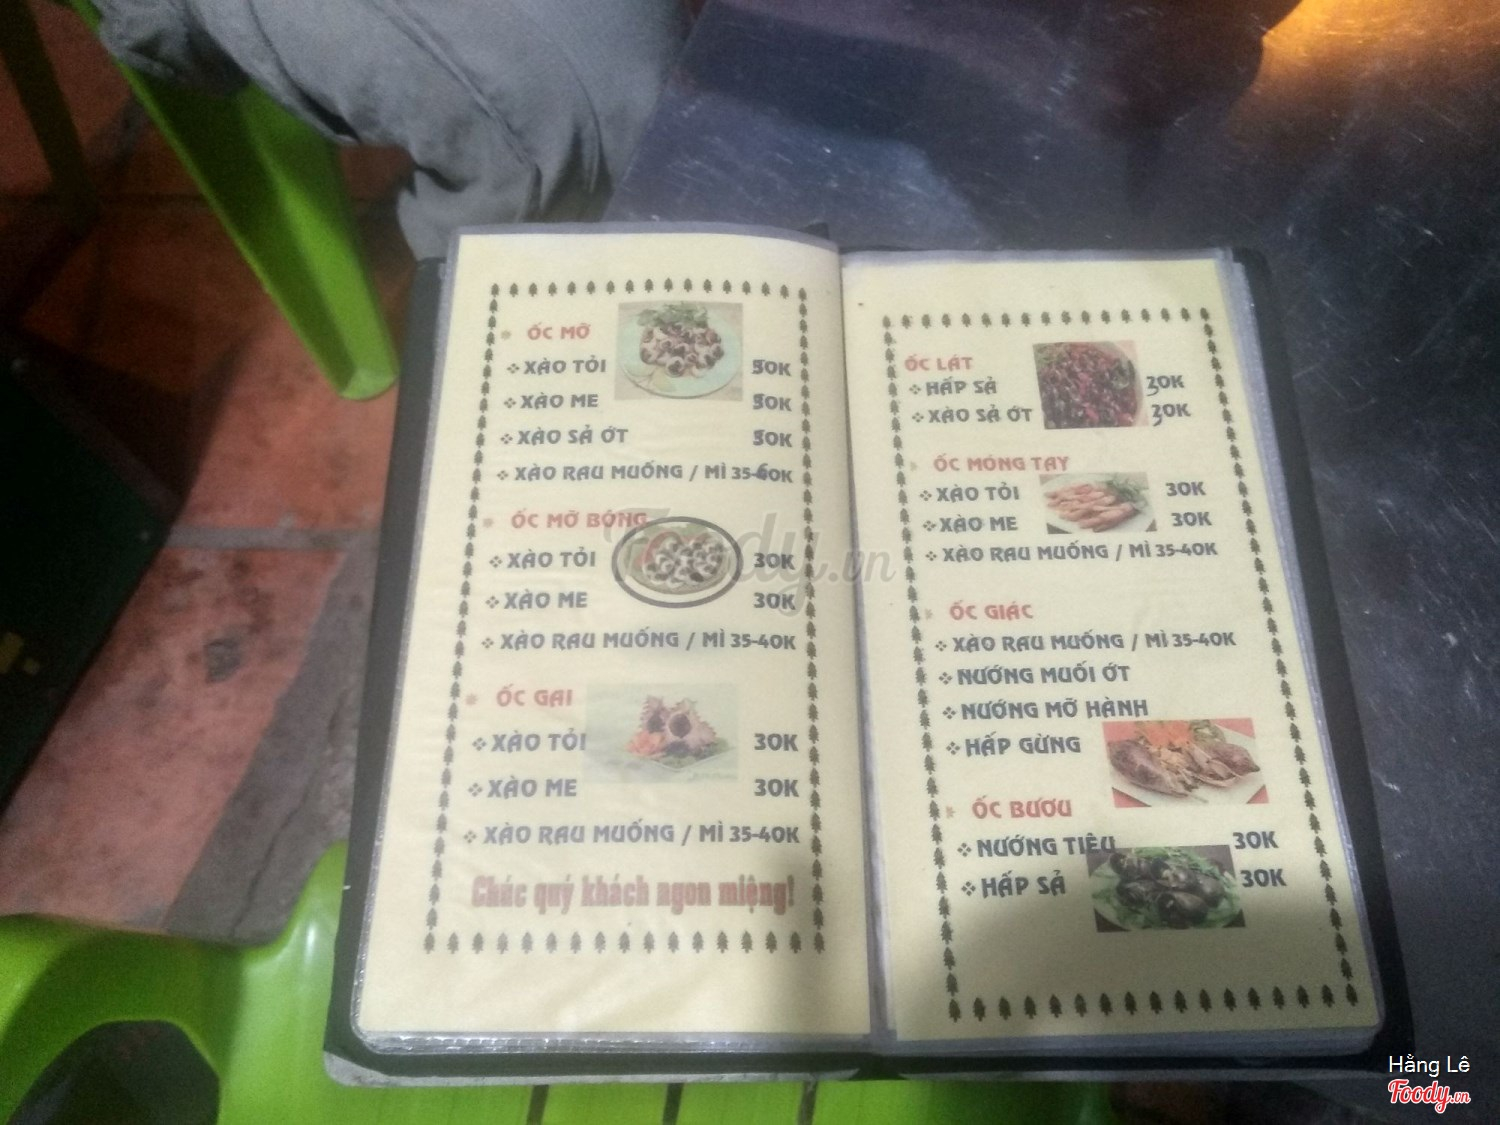 ỐC MỠ
XÀO TỎI 50K
XÀO ME 50K
XÀO SẢ ỚT 50K
XÀO RAU MUỐNG / MÌ 35-60K
ỐC MỠ BÓNG
XÀO TỎI 30K
XÀO ME 30K
XÀO RAU MUỐNG / MÌ 35-40K
ỐC GAI
XÀO TỎI 30K
XÀO ME 30K
XÀO RAU MUỐNG / MÌ 35-40K
Chúc quý khách ngon miệng!
ỐC LÁT
HẤP SẢ 30K
XÀO SẢ ỚT 30K
ỐC MÓNG TAY
XÀO TỎI 30K
XÀO ME 30K
XÀO RAU MUỐNG / MÌ 35-40K
ỐC GIÁC
XÀO RAU MUỐNG / MÌ 35-40K
NƯỚNG MUỐI ỚT
NƯỚNG MỠ HÀNH
HẤP GỪNG
ỐC BƯƠU
NƯỚNG TIÊU 30K
HẤP SẢ 30K
Foody.vn
Hằng Lê
Foody.vn